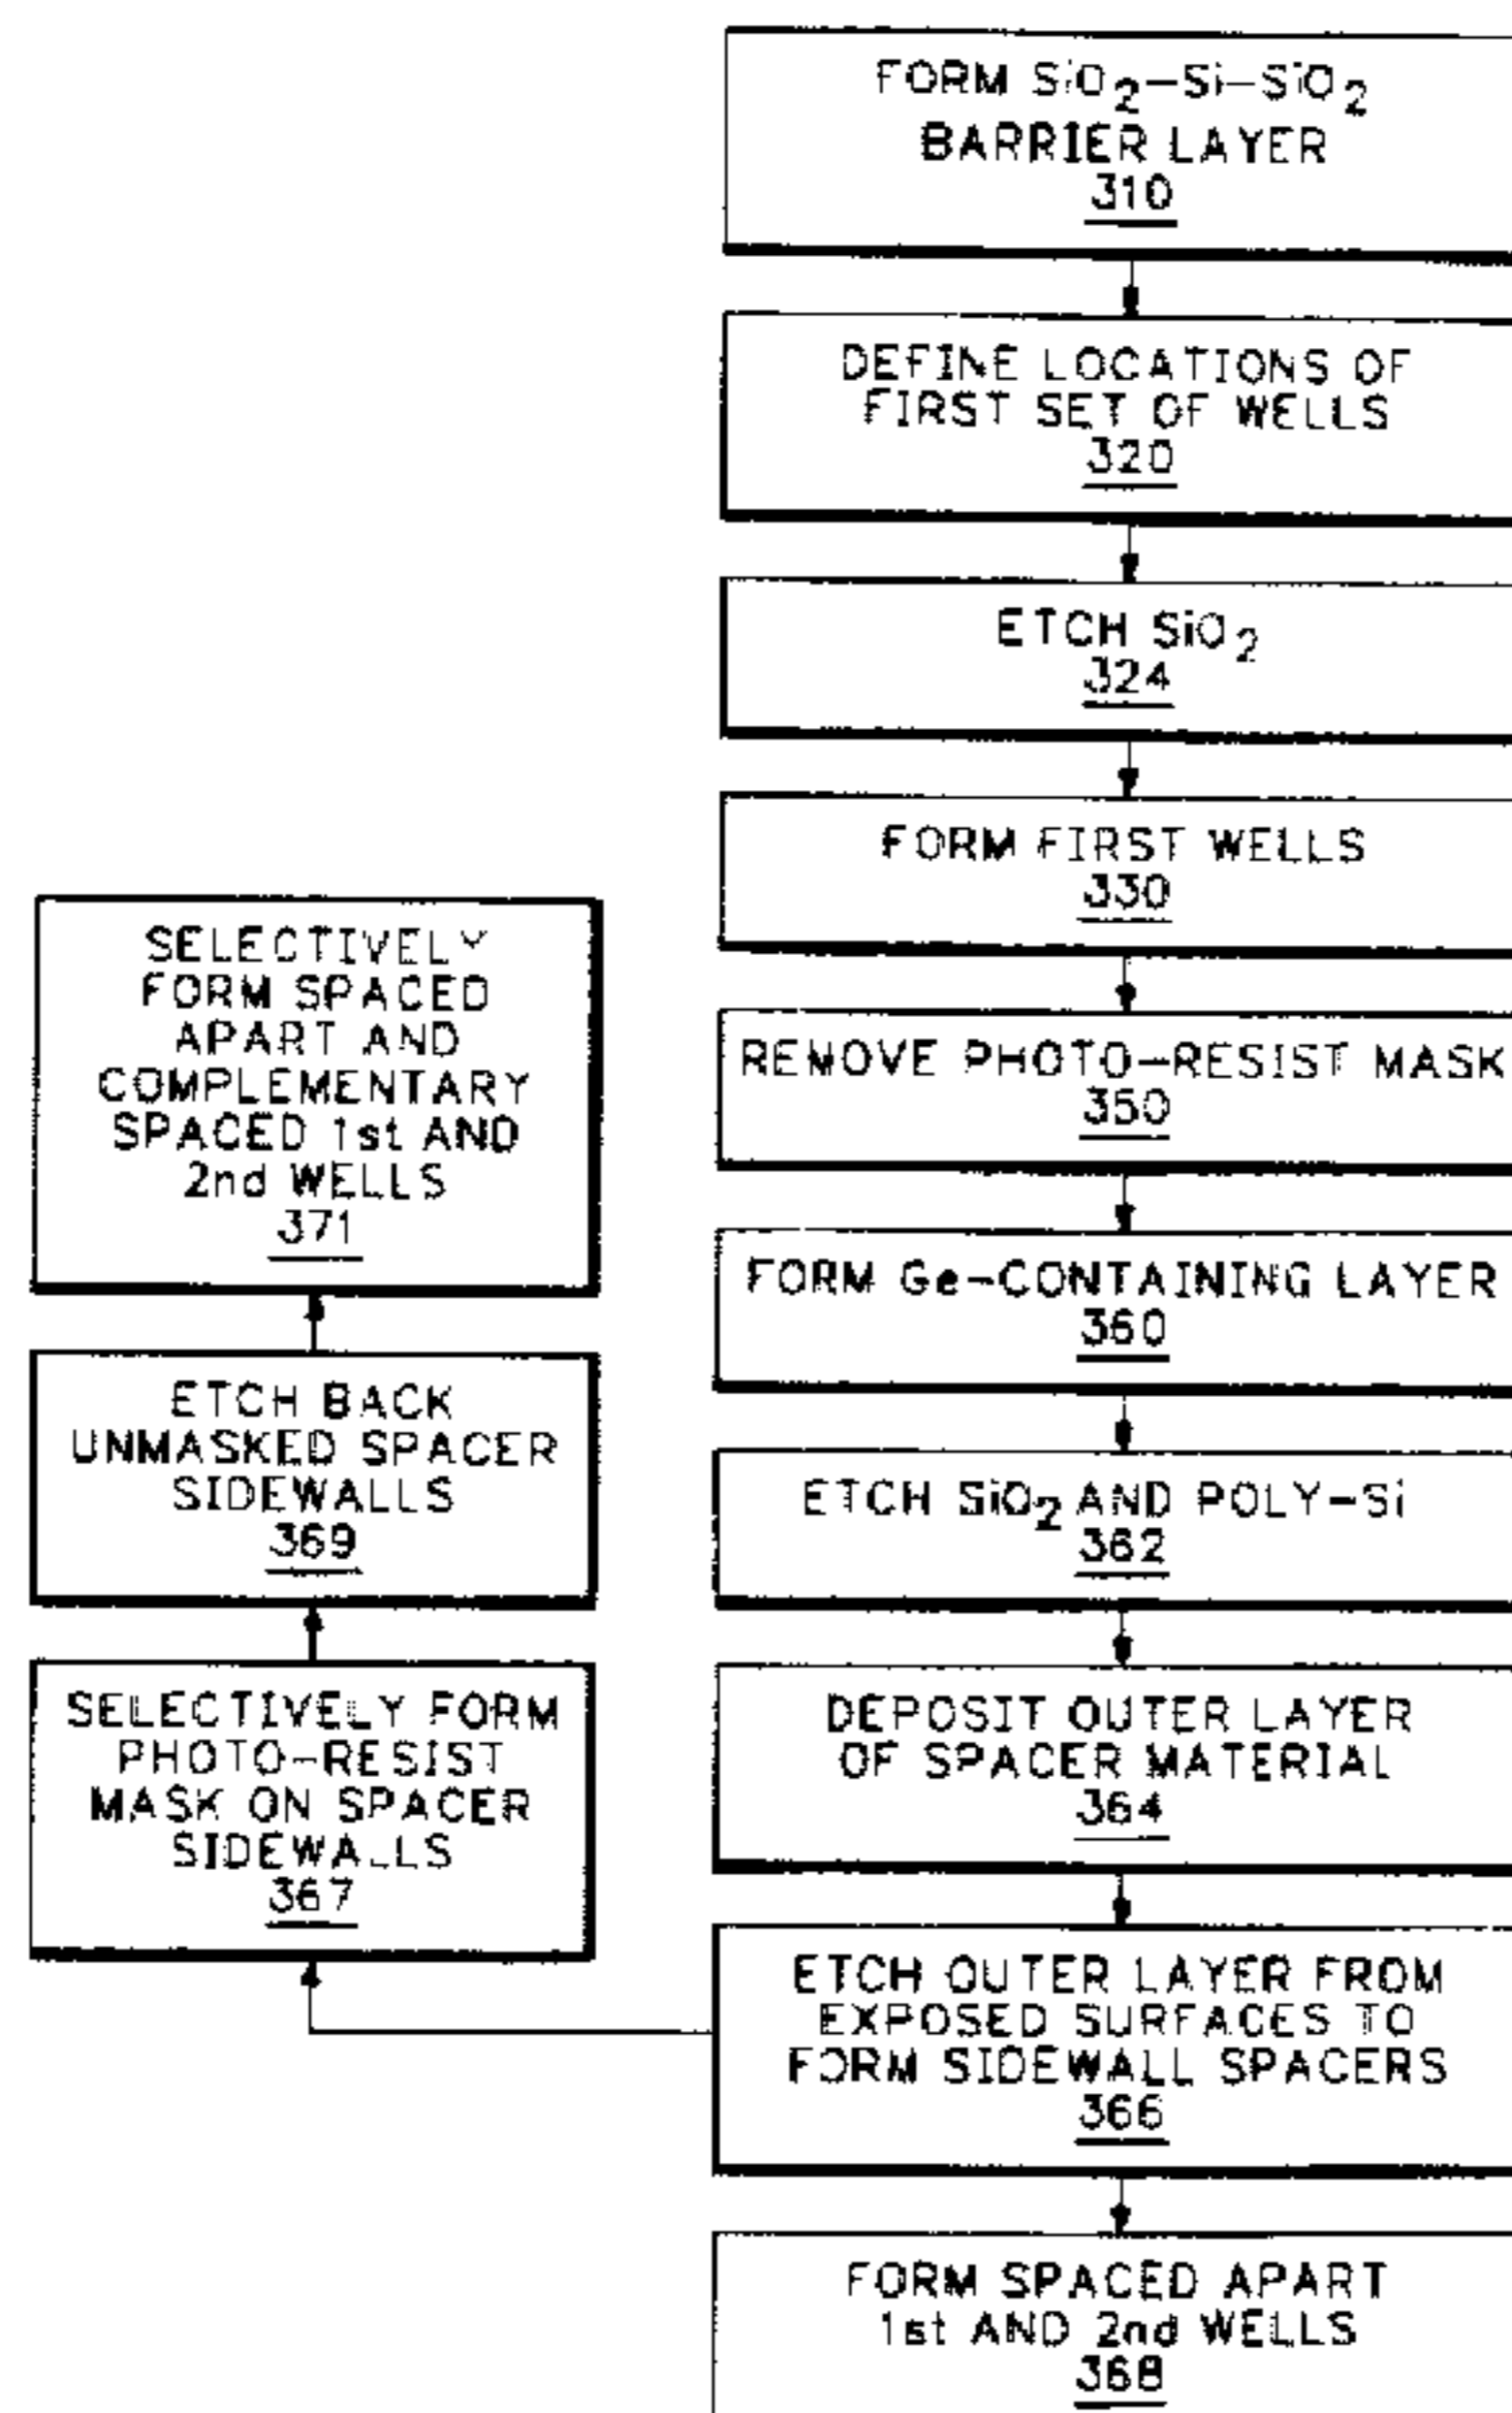 FORM SiO2-Si-SiO2
BARRIER LAYER
310
DEFINE LOCATIONS OF
FIRST SET OF WELLS
320
ETCH SiO2
324
FORM FIRST WELLS
330
REMOVE PHOTO-RESIST MASK
350
FORM Ge-CONTAINING LAYER
360
ETCH SiO2 AND POLY-Si
362
DEPOSIT OUTER LAYER
OF SPACER MATERIAL
364
ETCH OUTER LAYER FROM
EXPOSED SURFACES TO
FORM SIDEWALL SPACERS
366
FORM SPACED APART
1st AND 2nd WELLS
368
SELECTIVELY FORM
PHOTO-RESIST
MASK ON SPACER
SIDEWALLS
367
ETCH BACK
UNMASKED SPACER
SIDEWALLS
369
SELECTIVELY
FORM SPACED
APART AND
COMPLEMENTARY
SPACED 1st AND
2nd WELLS
371